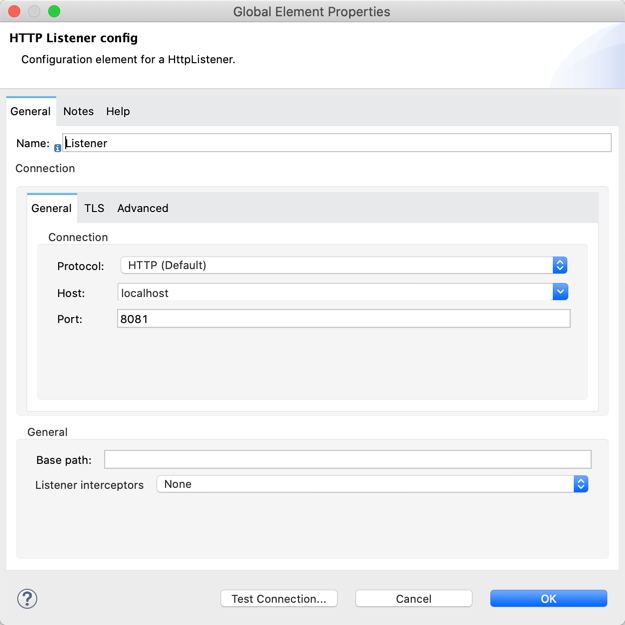 Global Element Properties
HTTP Listener config
Configuration element for a HttpListener.
General Notes Help
Name: Listener
Connection
General TLS Advanced
Connection
Protocol: HTTP (Default)
Host: localhost
Port: 8081
General
Base path:
Listener interceptors None
? Test Connection... Cancel OK